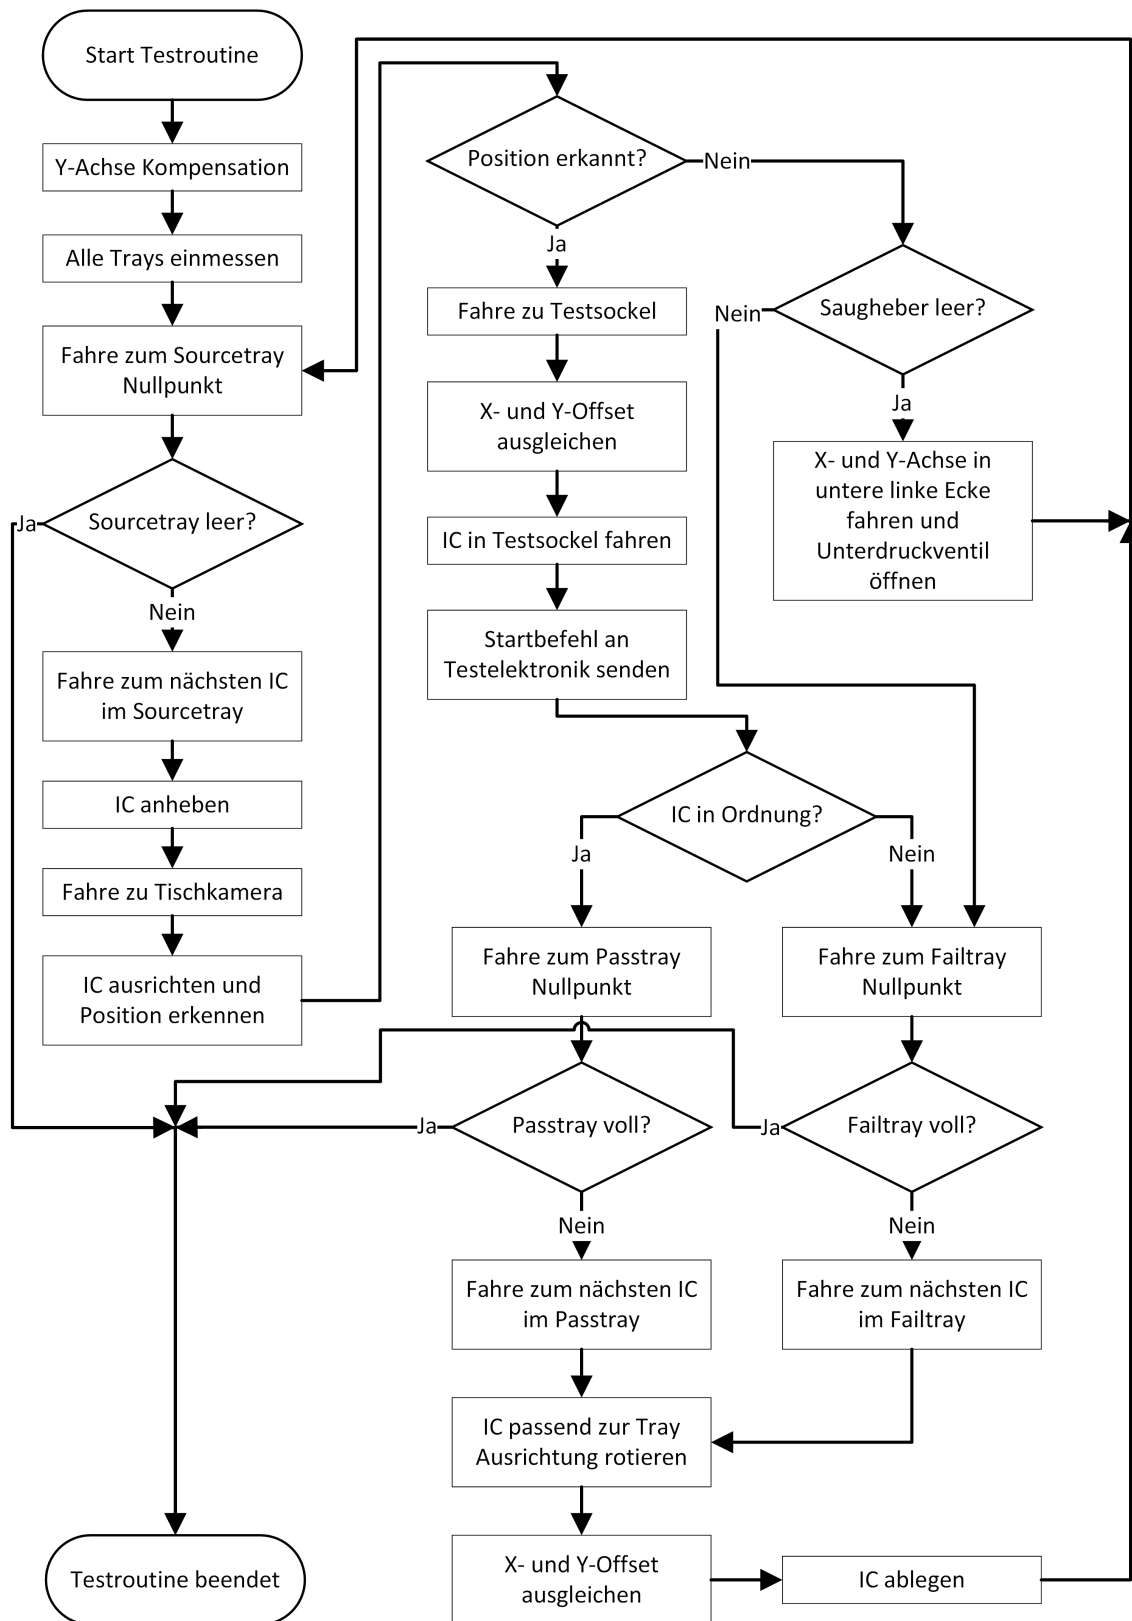 Start Testroutine
Y-Achse Kompensation
Alle Trays einmessen
Fahre zum Sourcetray
Nullpunkt
Sourcetray leer?
Ja
Nein
Fahre zum nächsten IC
im Sourcetray
IC anheben
Fahre zu Tischkamera
IC ausrichten und
Position erkennen
Position erkannt?
Nein
Ja
Fahre zu Testsockel
X- und Y-Offset
ausgleichen
IC in Testsockel fahren
Startbefehl an
Testelektronik senden
Saugheber leer?
Nein
Ja
X- und Y-Achse in
untere linke Ecke
fahren und
Unterdruckventil
öffnen
IC in Ordnung?
Ja
Nein
Fahre zum Passtray
Nullpunkt
Fahre zum Failtray
Nullpunkt
Passtray voll?
Ja
Nein
Failtray voll?
Ja
Nein
Fahre zum nächsten IC
im Passtray
Fahre zum nächsten IC
im Failtray
IC passend zur Tray
Ausrichtung rotieren
X- und Y-Offset
ausgleichen
IC ablegen
Testroutine beendet